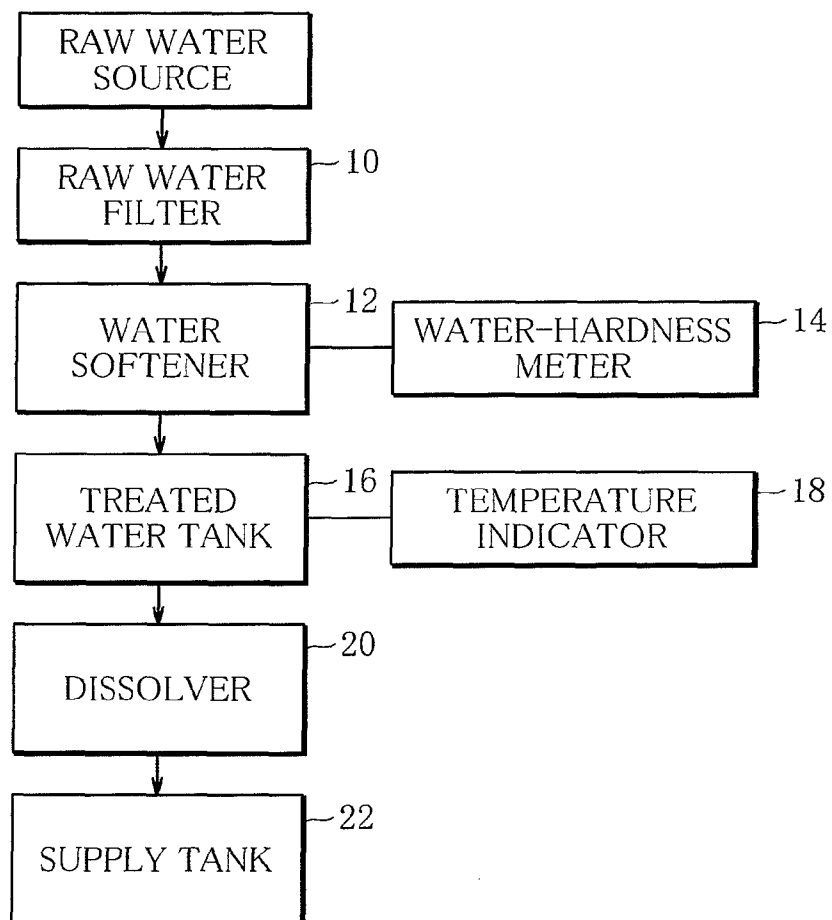 RAW WATER
SOURCE
10
RAW WATER
FILTER
12
WATER
SOFTENER
14
WATER-HARDNESS
METER
16
TREATED
WATER TANK
18
TEMPERATURE
INDICATOR
20
DISSOLVER
22
SUPPLY TANK